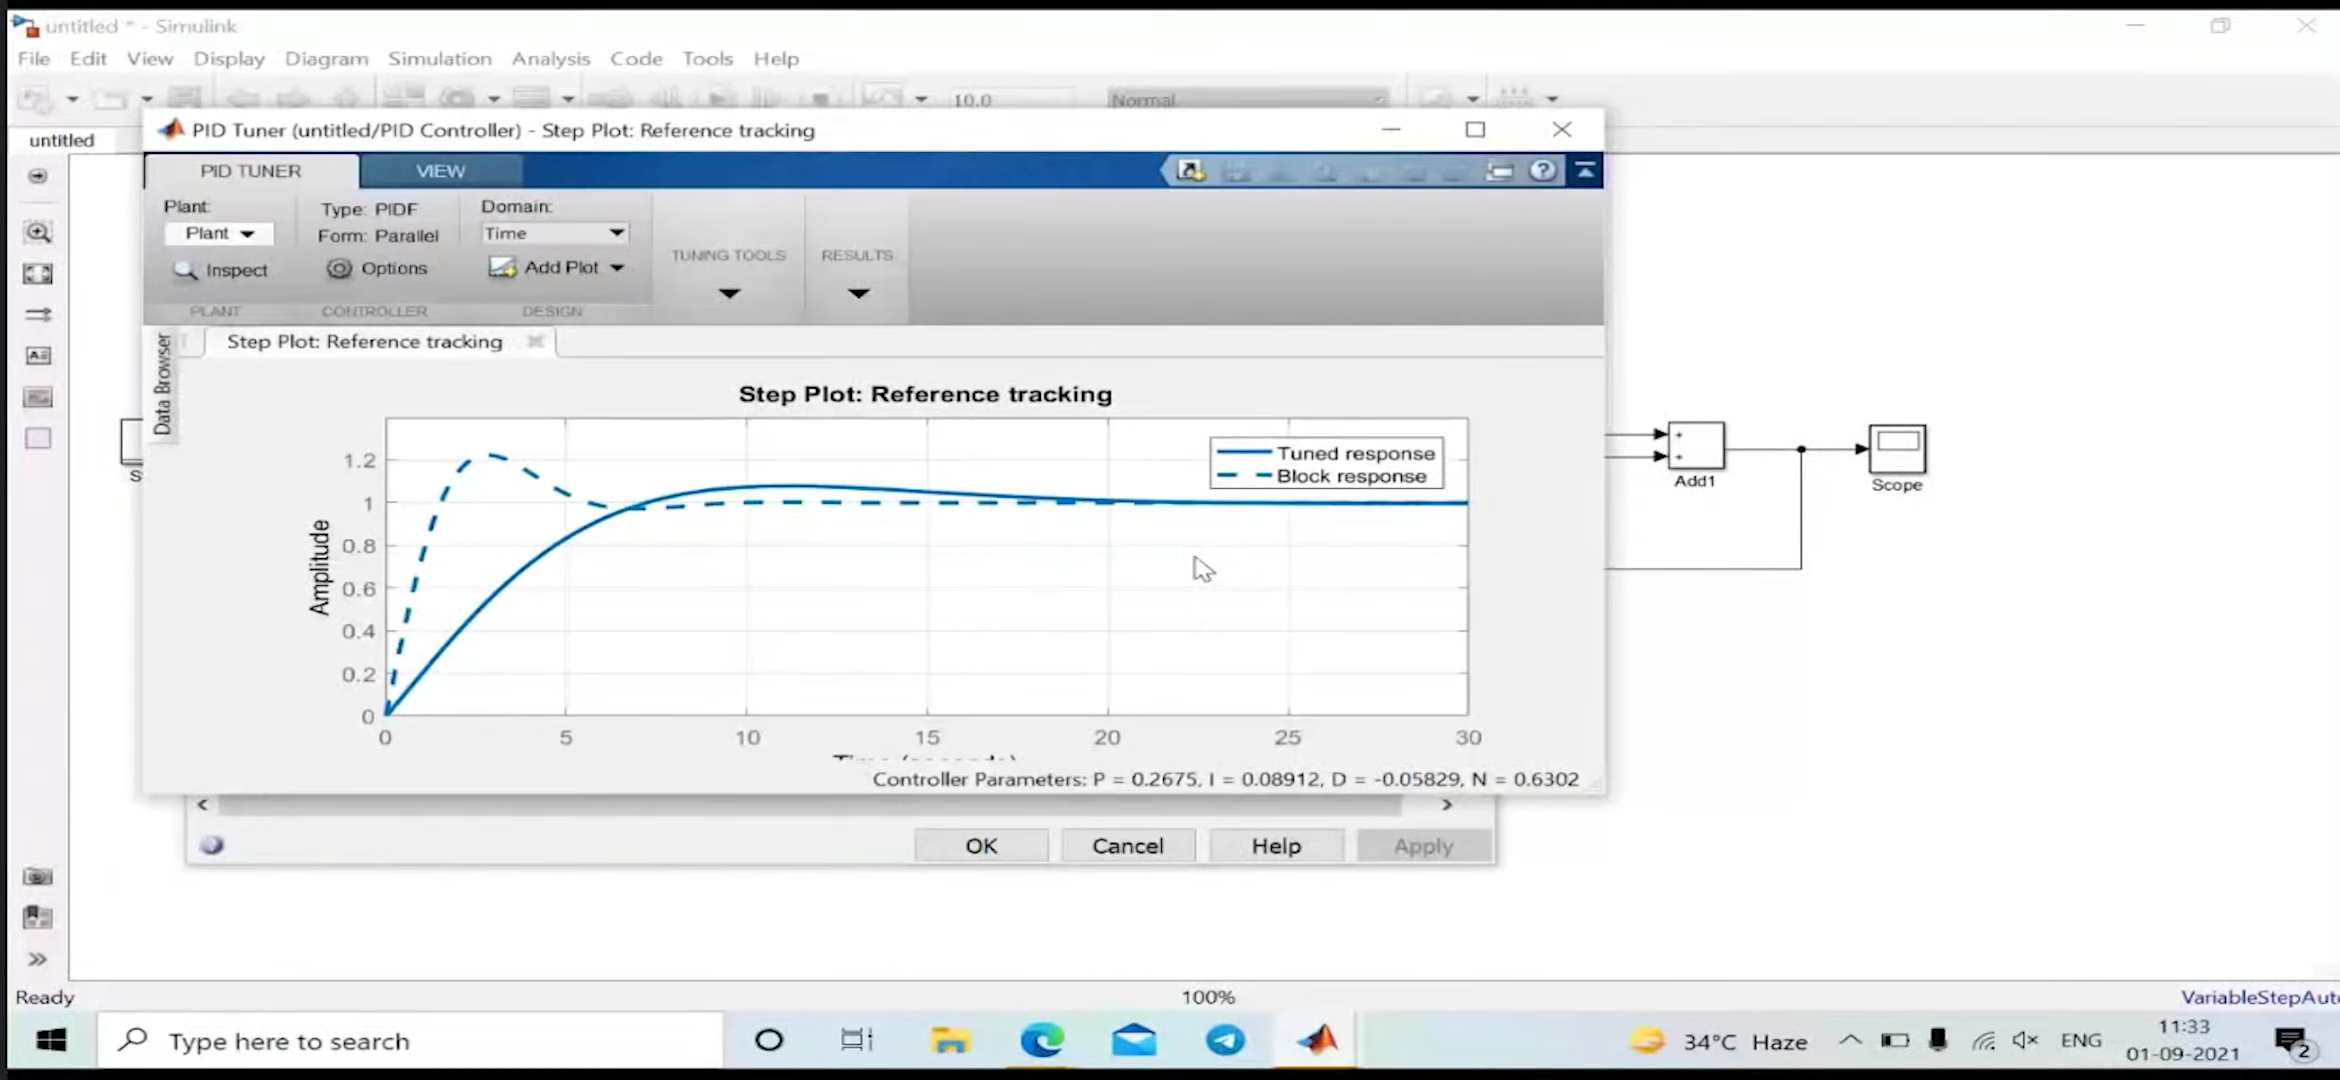 untitled * - Simulink
File Edit View Display Diagram Simulation Analysis Code Tools Help
10.0 Normal
untitled
PID Tuner (untitled/PID Controller) - Step Plot: Reference tracking
PID TUNER VIEW
Plant: Type: PIDF Domain:
Plant Form: Parallel Time
Inspect Options Add Plot
TUNING TOOLS RESULTS
PLANT CONTROLLER DESIGN
Data Browser
Step Plot: Reference tracking
Step Plot: Reference tracking
Tuned response
Block response
Amplitude
1.2
1
0.8
0.6
0.4
0.2
0
0 5 10 15 20 25 30
Controller Parameters: P = 0.2675, I = 0.08912, D = -0.05829, N = 0.6302
Add1 Scope
OK Cancel Help Apply
Ready 100% VariableStepAut
Type here to search
34°C Haze ENG
11:33
01-09-2021
2